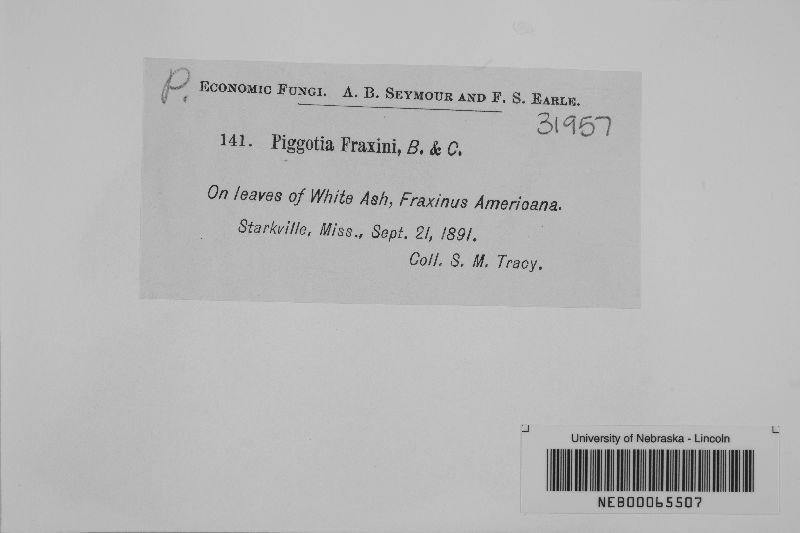 P. ECONOMIC FUNGI. A. B. SEYMOUR AND F. S. EARLE.
31957
141. Piggotia Fraxini, B. & C.
On leaves of White Ash, Fraxinus Americana.
Starkville, Miss., Sept. 21, 1891.
Coll. S. M. Tracy.
University of Nebraska - Lincoln
NEB00065507